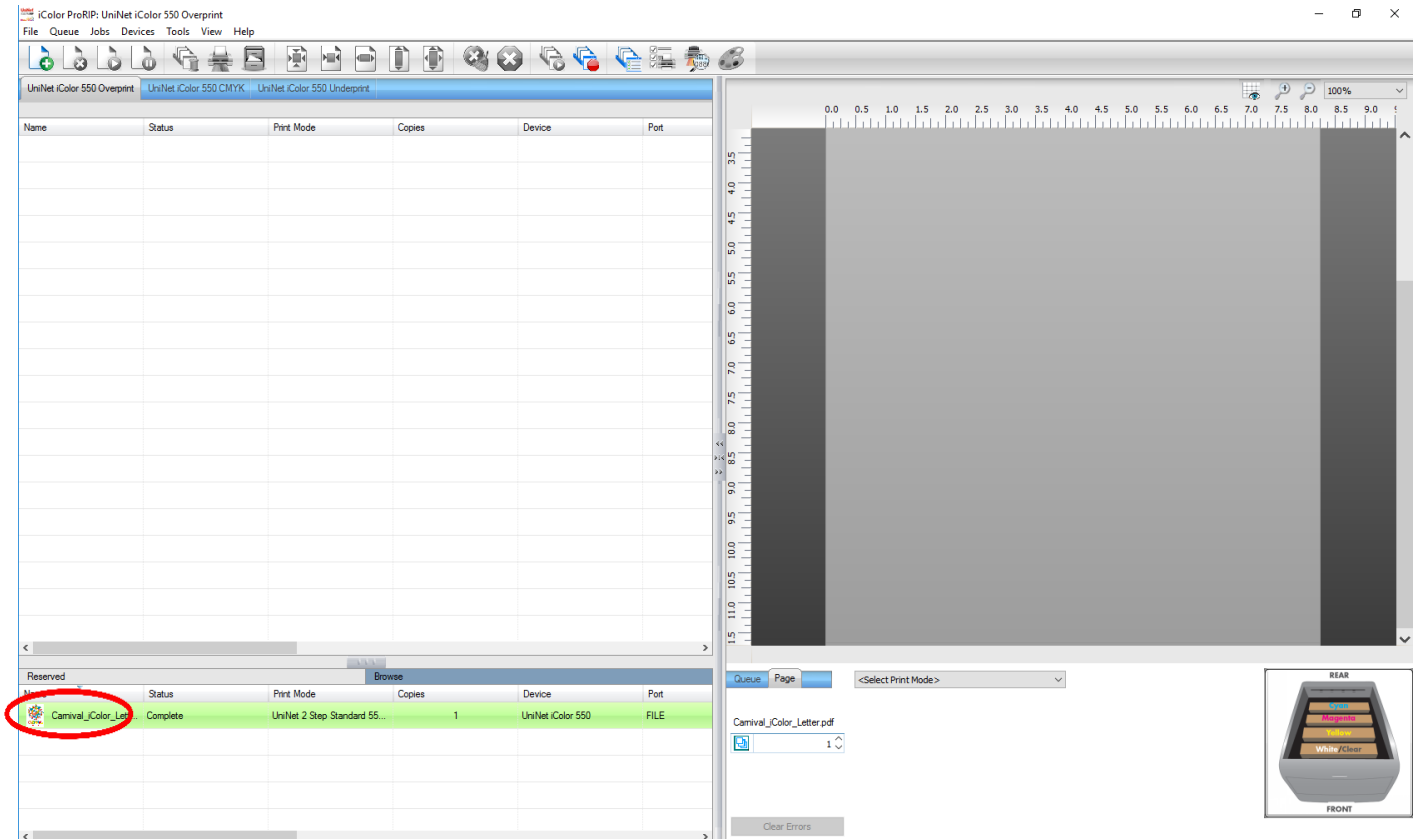 iColor ProRIP: UniNet iColor 550 Overprint
File Queue Jobs Devices Tools View Help
UniNet iColor 550 Overprint UniNet iColor 550 CMYK UniNet iColor 550 Underprint
100%
0.0 0.5 1.0 1.5 2.0 2.5 3.0 3.5 4.0 4.5 5.0 5.5 6.0 6.5 7.0 7.5 8.0 8.5 9.0
Name Status Print Mode Copies Device Port
3.5
4.0
4.5
5.0
5.5
6.0
6.5
7.0
7.5
8.0
8.5
9.0
9.5
10.0
10.5
11.0
Reserved Browse
Name Status Print Mode Copies Device Port
Carnival_iColor_Lett... Complete UniNet 2 Step Standard 55... 1 UniNet iColor 550 FILE
Queue Page <Select Print Mode>
Carnival_iColor_Letter.pdf
1
Clear Errors
REAR
Cyan
Magenta
Yellow
White/Clear
FRONT